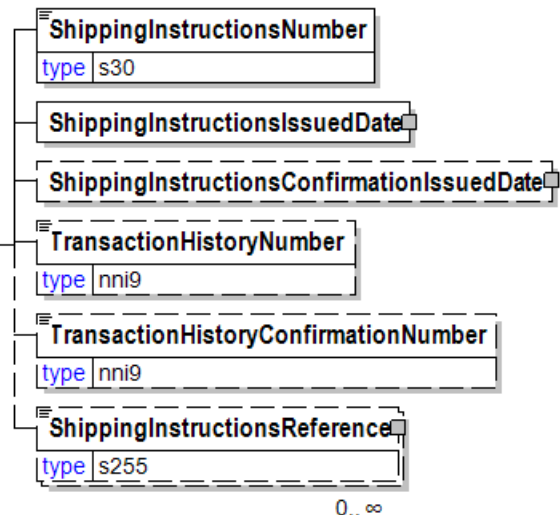 ShippingInstructionsNumber
type s30
ShippingInstructionsIssuedDate
ShippingInstructionsConfirmationIssuedDate
TransactionHistoryNumber
type nni9
TransactionHistoryConfirmationNumber
type nni9
ShippingInstructionsReference
type s255
0..∞